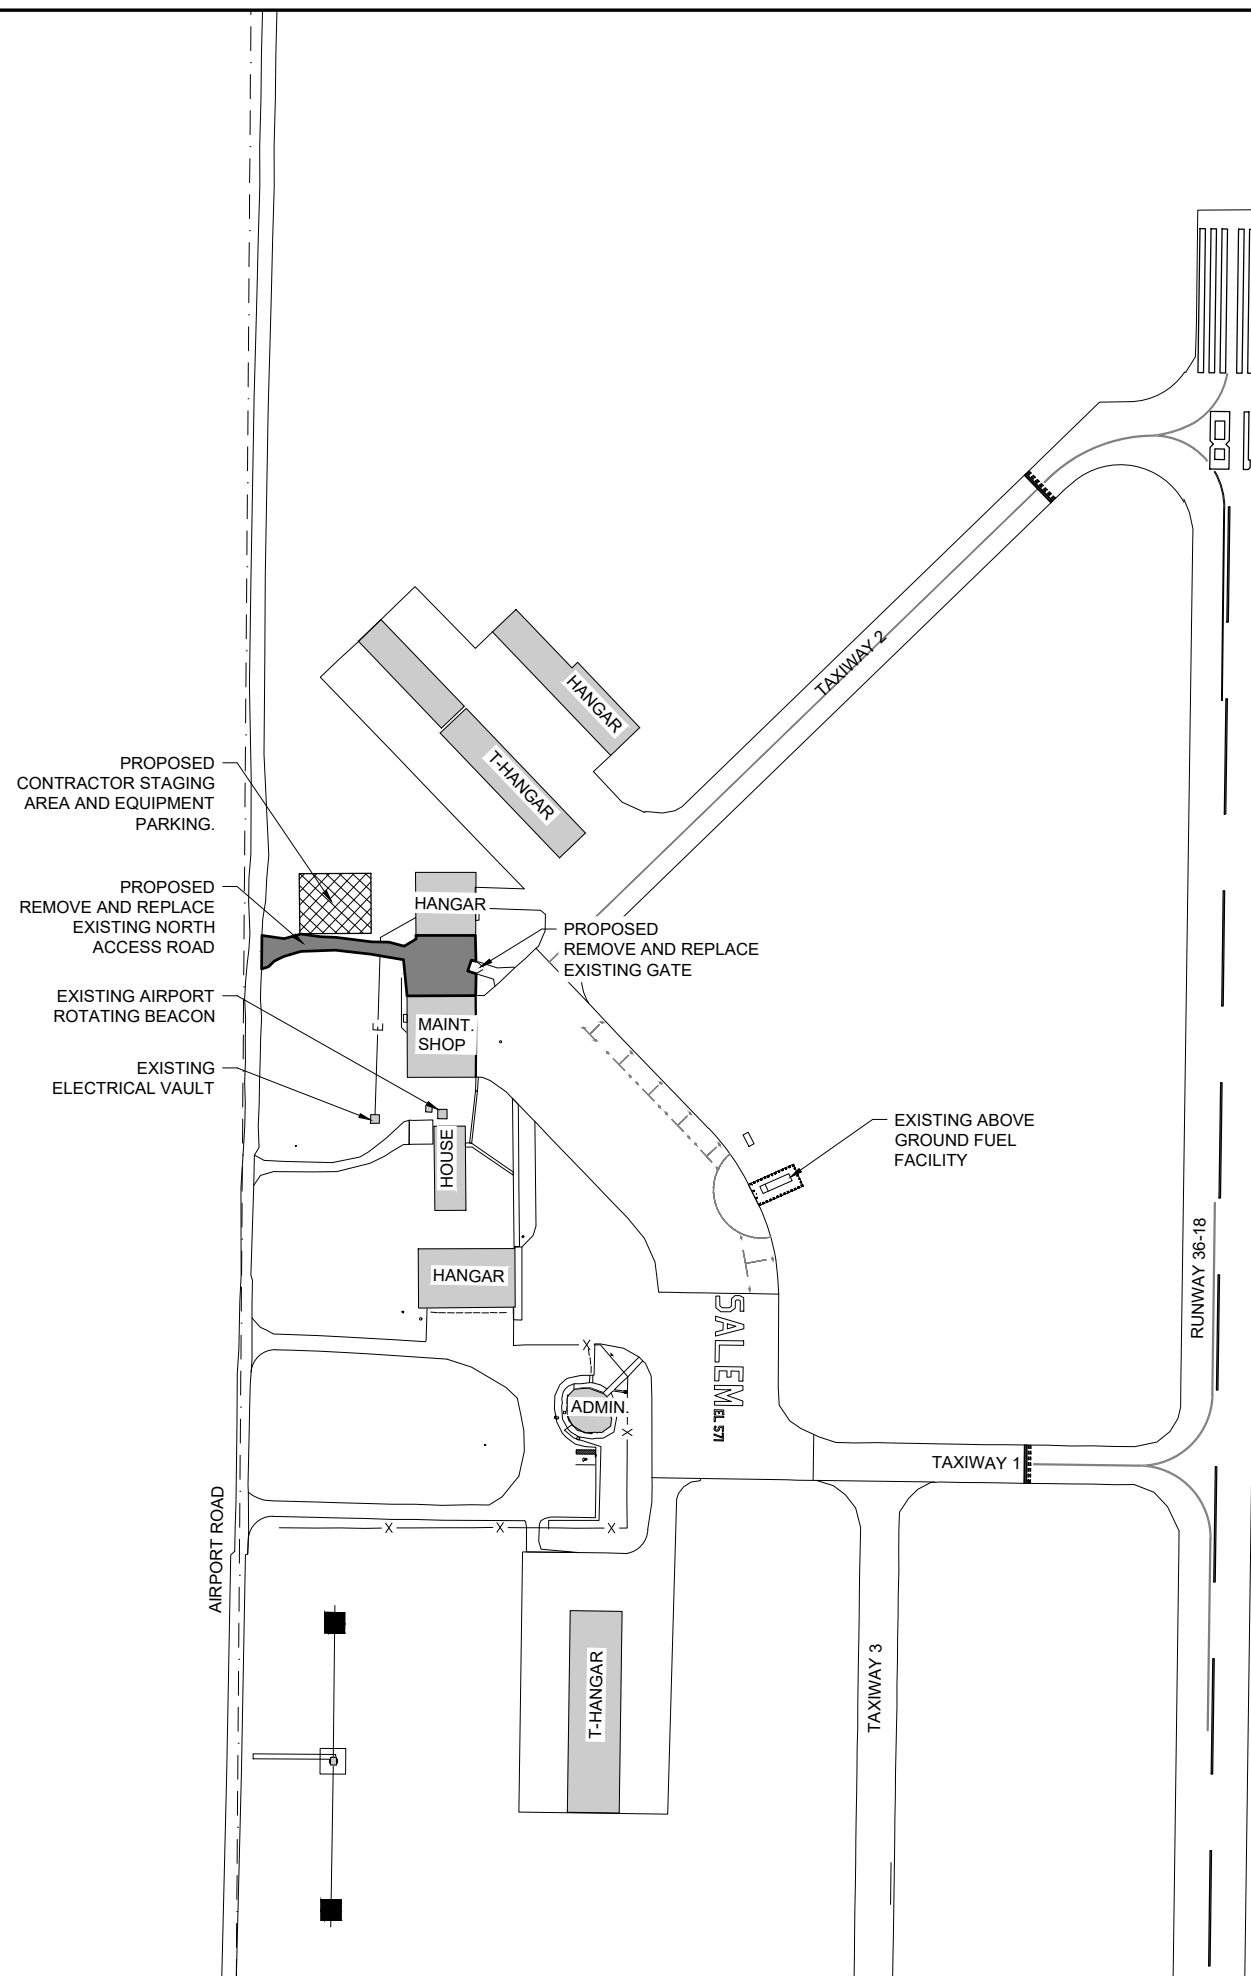 TAXIWAY 2
HANGAR
T-HANGAR
PROPOSED
CONTRACTOR STAGING
AREA AND EQUIPMENT
PARKING.
PROPOSED
REMOVE AND REPLACE
EXISTING NORTH
ACCESS ROAD
HANGAR
PROPOSED
REMOVE AND REPLACE
EXISTING GATE
EXISTING AIRPORT
ROTATING BEACON
E
MAINT.
SHOP
EXISTING
ELECTRICAL VAULT
HOUSE
EXISTING ABOVE
GROUND FUEL
FACILITY
RUNWAY 36-18
HANGAR
SALEM
EL 571
X
ADMIN.
X
TAXIWAY 1
AIRPORT ROAD
X
X
X
T-HANGAR
TAXIWAY 3